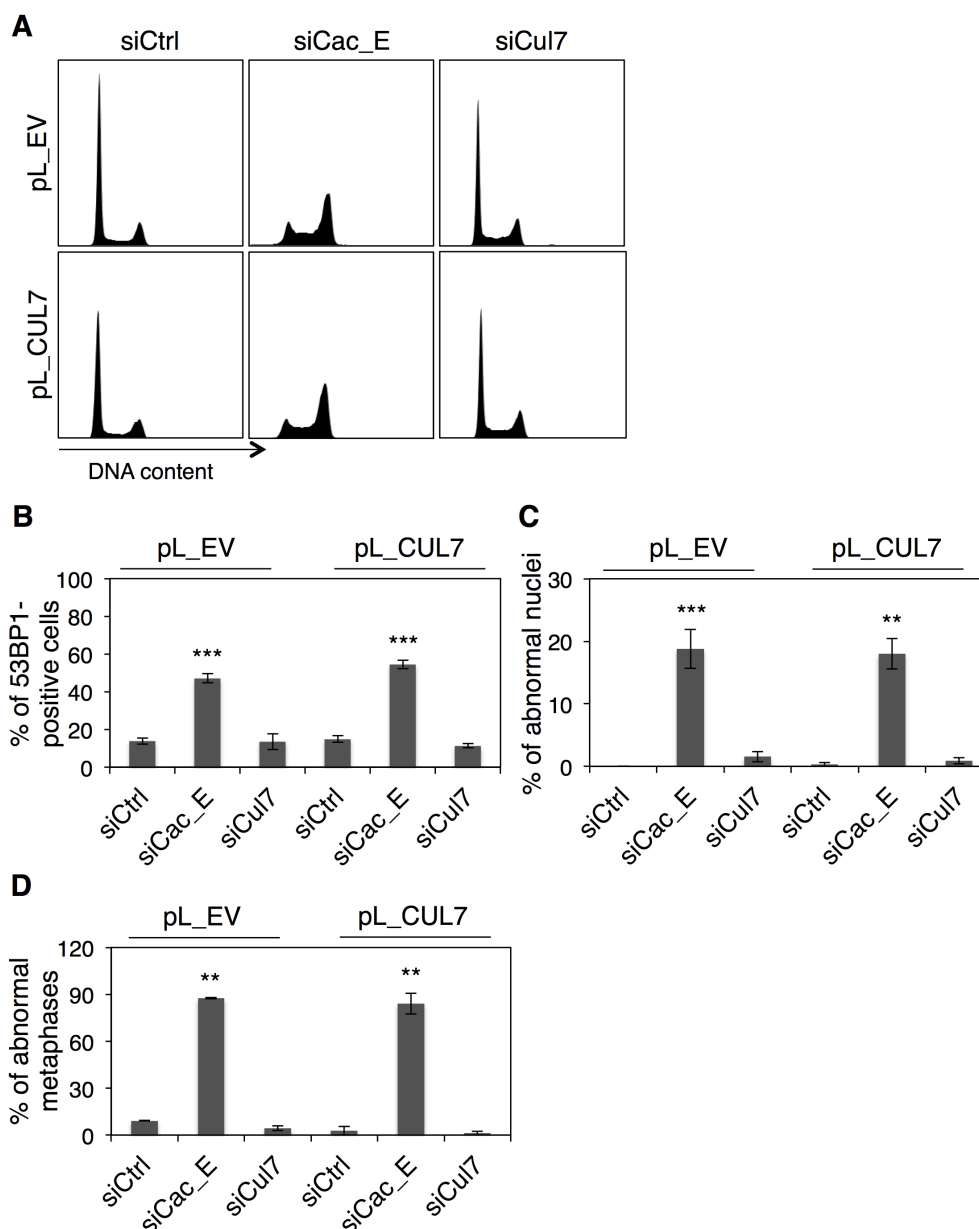 A
siCtrl siCac_E siCul7
pL_EV
pL_CUL7
DNA content
B
pL_EV pL_CUL7
% of 53BP1-
positive cells
100
80
60
40
20
0
***
***
siCtrl siCac_E siCul7 siCtrl siCac_E siCul7
C
pL_EV pL_CUL7
% of abnormal nuclei
30
20
10
0
***
**
siCtrl siCac_E siCul7 siCtrl siCac_E siCul7
D
pL_EV pL_CUL7
% of abnormal
metaphases
120
90
60
30
0
**
**
siCtrl siCac_E siCul7 siCtrl siCac_E siCul7